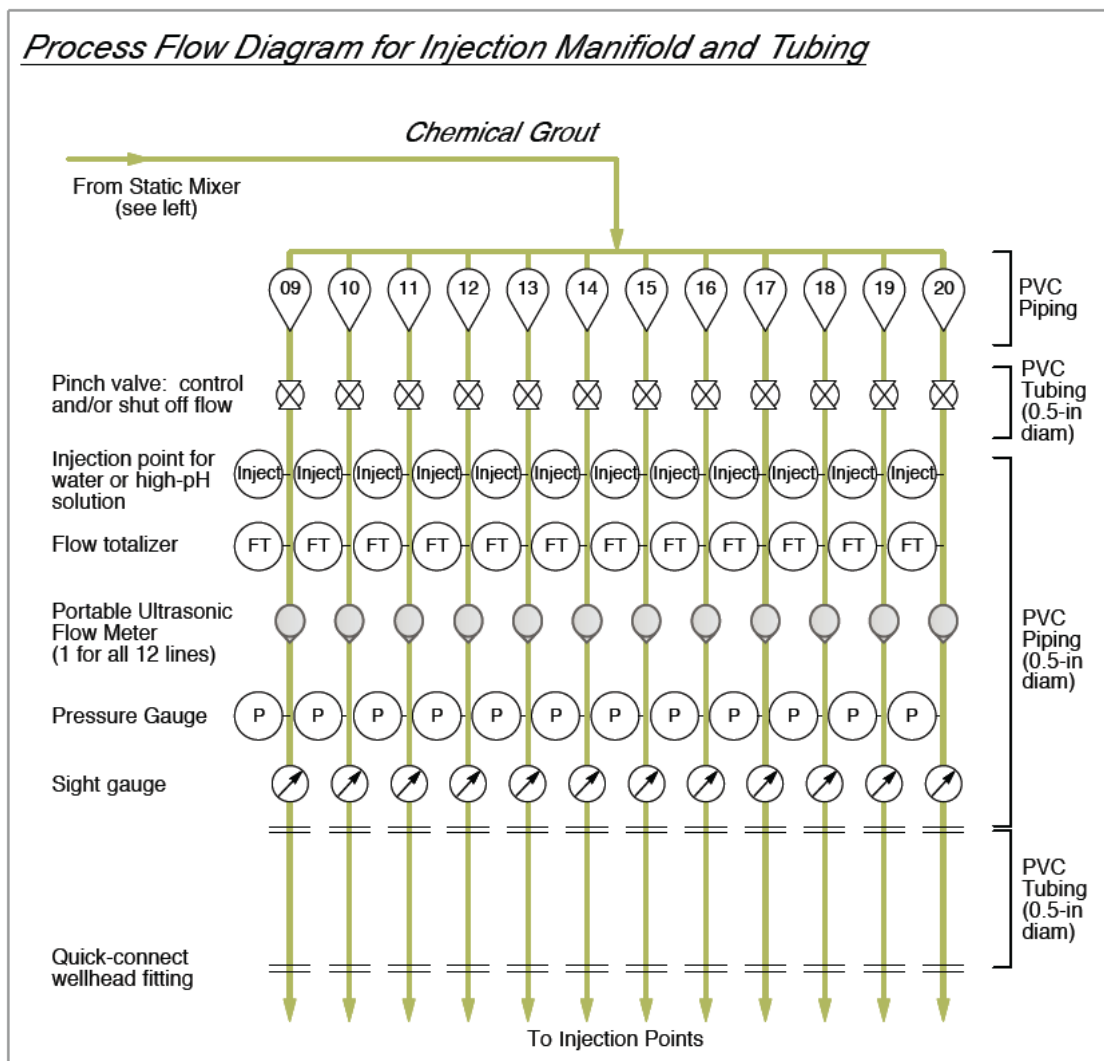 Process Flow Diagram for Injection Manifiold and Tubing
Chemical Grout
From Static Mixer
(see left)
09 10 11 12 13 14 15 16 17 18 19 20
PVC
Piping
Pinch valve: control
and/or shut off flow
PVC
Tubing
(0.5-in
diam)
Injection point for
water or high-pH
solution
Inject Inject Inject Inject Inject Inject Inject Inject Inject Inject Inject Inject
Flow totalizer
FT FT FT FT FT FT FT FT FT FT FT FT
Portable Ultrasonic
Flow Meter
(1 for all 12 lines)
PVC
Piping
(0.5-in
diam)
Pressure Gauge
P P P P P P P P P P P P
Sight gauge
PVC
Tubing
(0.5-in
diam)
Quick-connect
wellhead fitting
To Injection Points